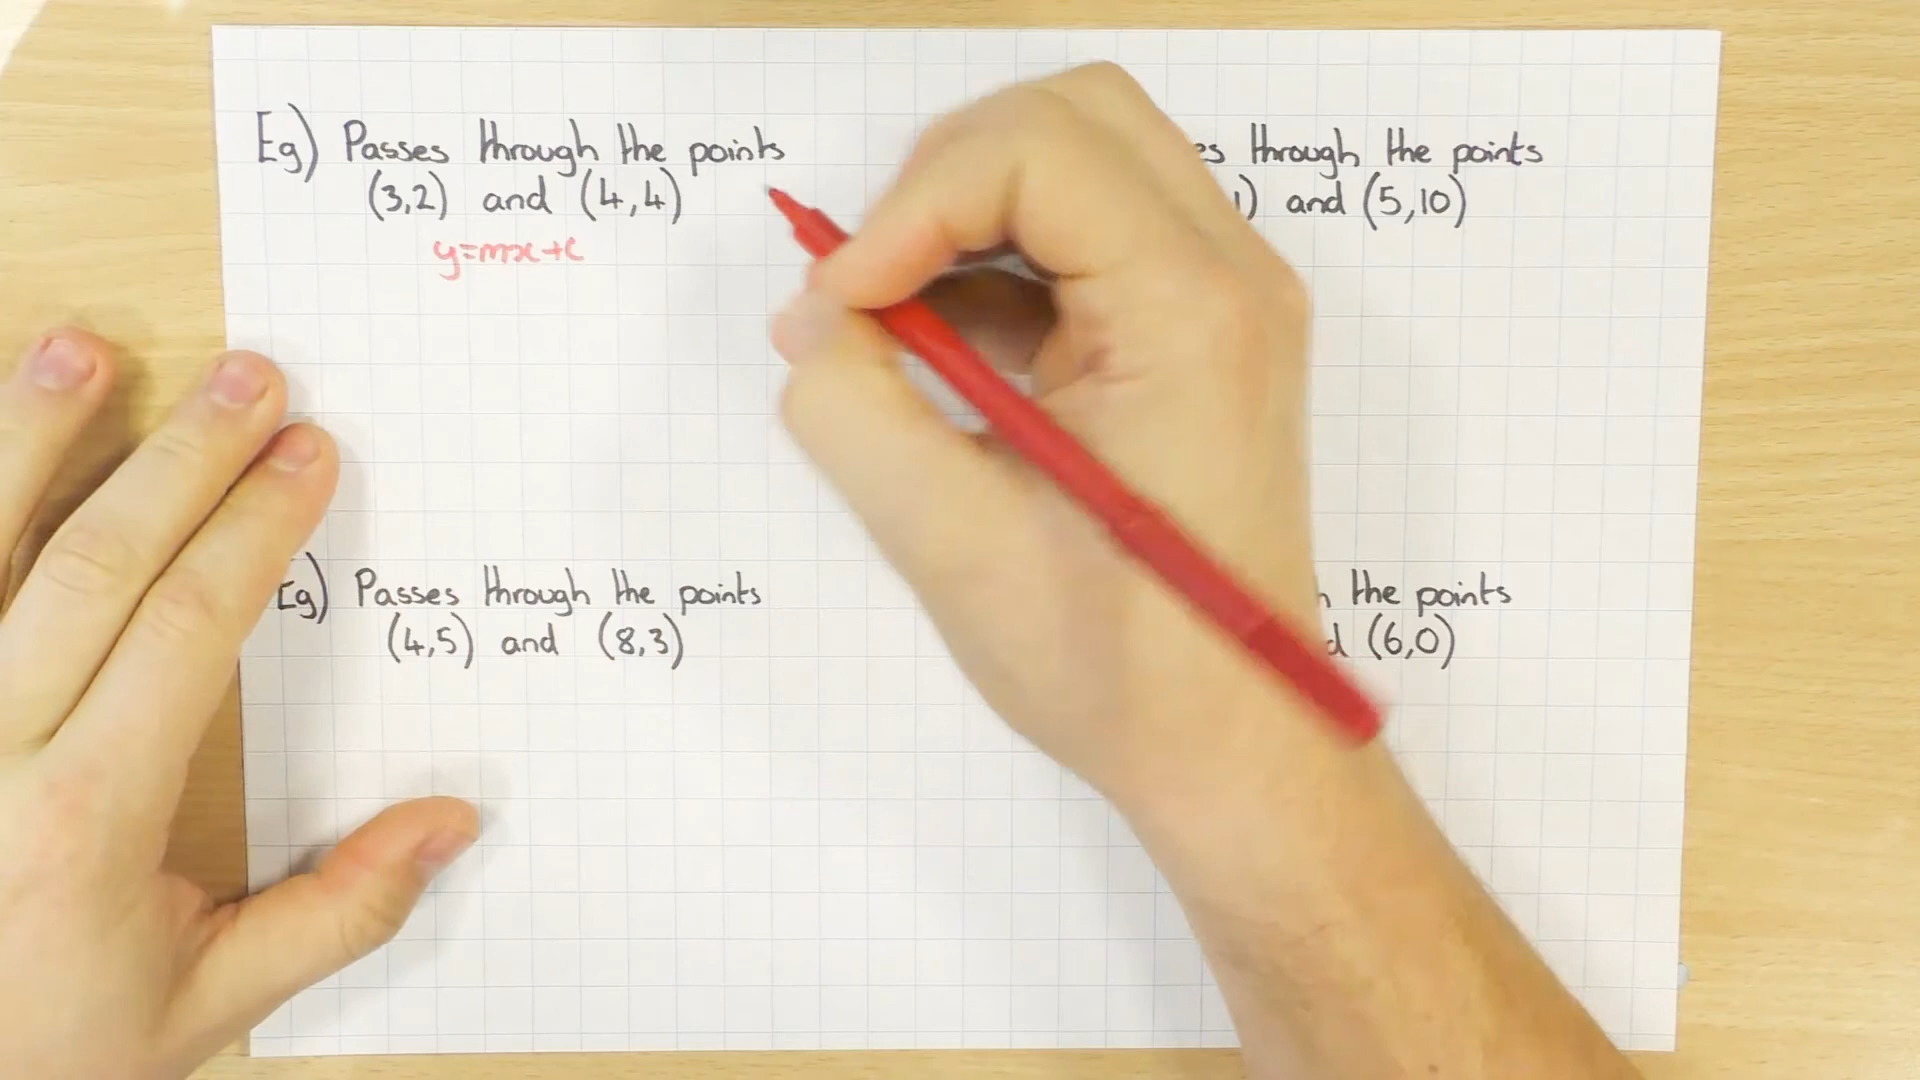 Eg) Passes through the points
(3,2) and (4,4)
y=mx+c
through the points
1) and (5,10)
Eg) Passes through the points
(4,5) and (8,3)
the points
(6,0)